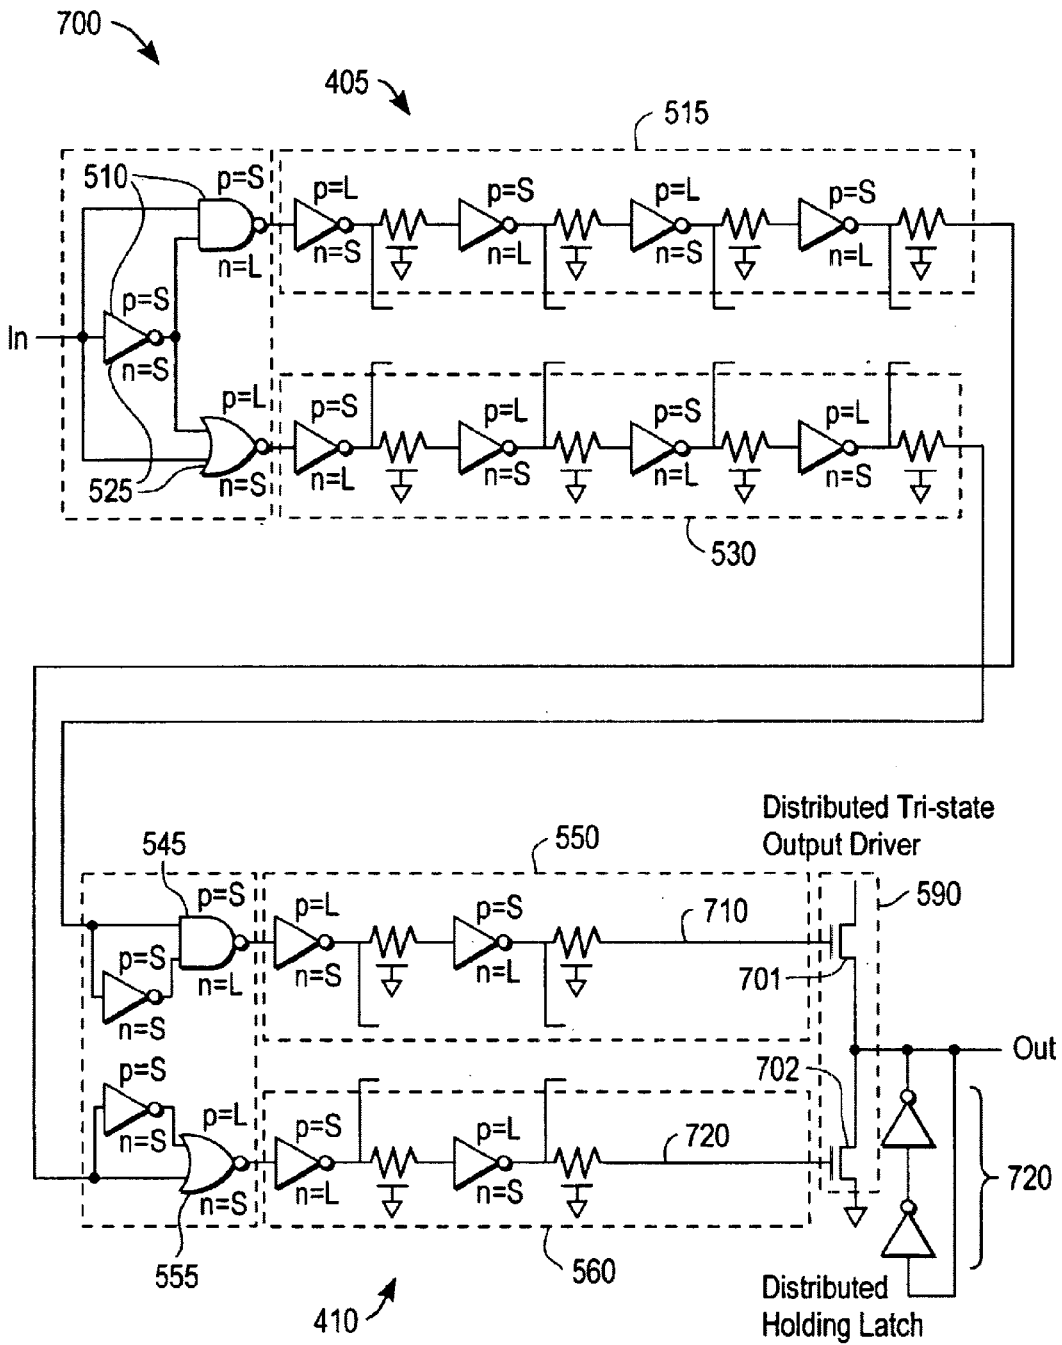 700
405
515
510
p=S
n=L
p=L
n=S
p=S
n=L
p=L
n=S
p=S
n=L
In
p=S
n=S
p=L
n=S
525
p=S
n=L
p=L
n=S
p=S
n=L
p=L
n=S
530
Distributed Tri-state
Output Driver
545
550
590
p=S
n=L
p=S
n=S
p=L
n=S
p=S
n=L
710
701
Out
702
p=S
n=S
p=L
n=S
p=S
n=L
p=L
n=S
720
720
555
560
410
Distributed
Holding Latch